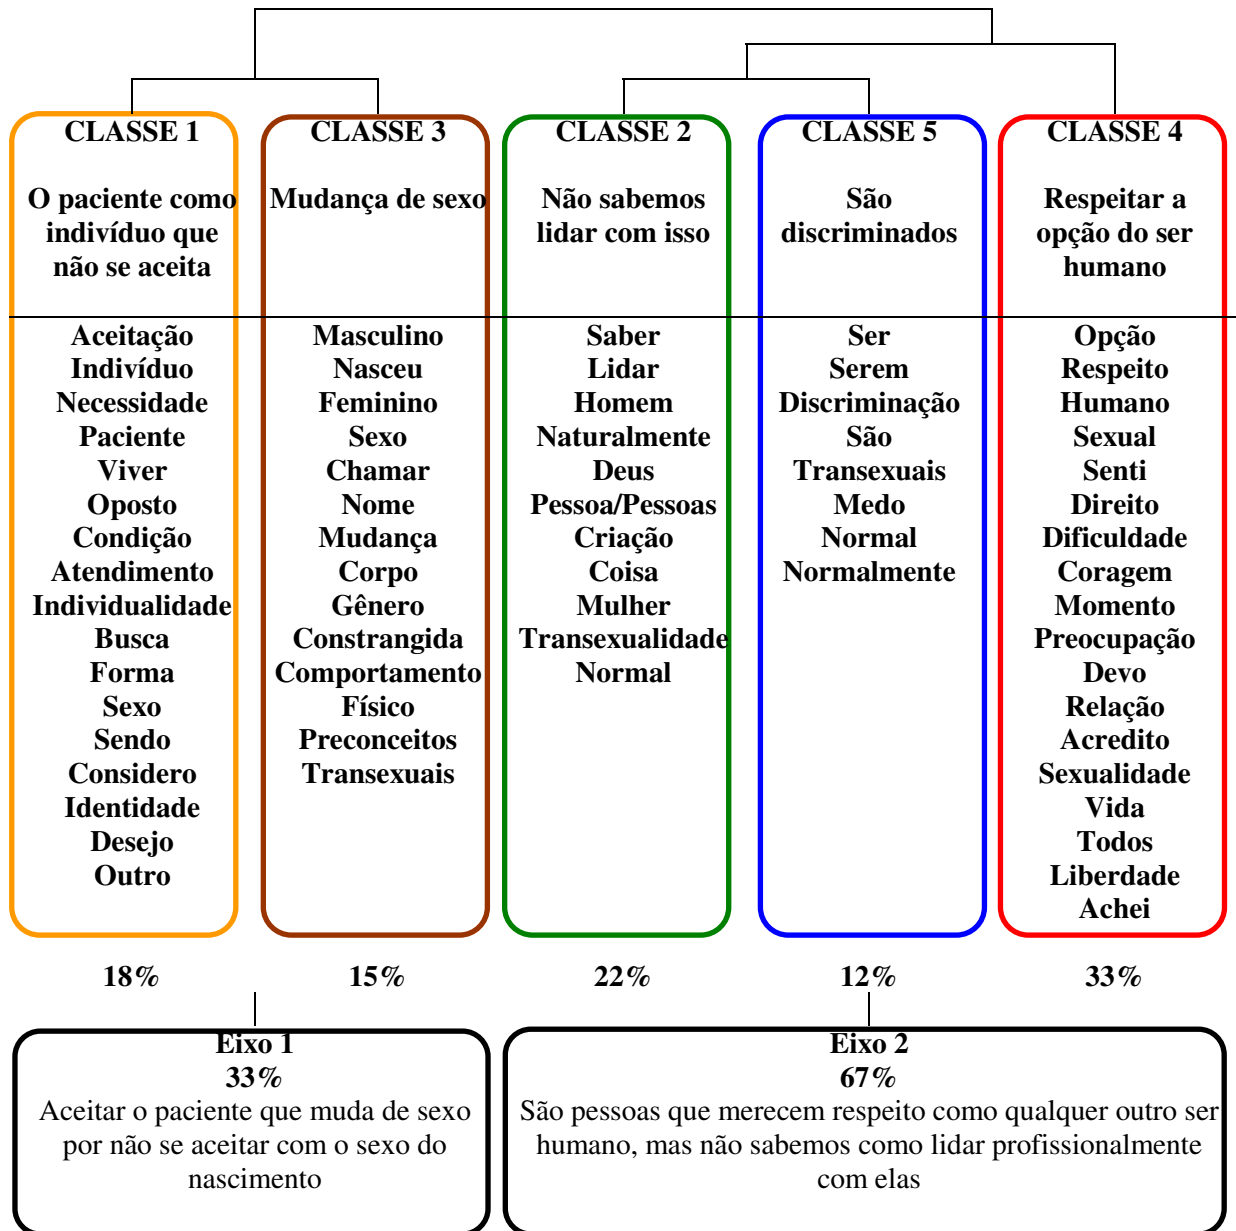 CLASSE 1
O paciente como
indivíduo que
não se aceita
Aceitação
Indivíduo
Necessidade
Paciente
Viver
Oposto
Condição
Atendimento
Individualidade
Busca
Forma
Sexo
Sendo
Considero
Identidade
Desejo
Outro
18%
CLASSE 3
Mudança de sexo
Masculino
Nasceu
Feminino
Sexo
Chamar
Nome
Mudança
Corpo
Gênero
Constrangida
Comportamento
Físico
Preconceitos
Transexuais
15%
CLASSE 2
Não sabemos
lidar com isso
Saber
Lidar
Homem
Naturalmente
Deus
Pessoa/Pessoas
Criação
Coisa
Mulher
Transexualidade
Normal
22%
CLASSE 5
São
discriminados
Ser
Serem
Discriminação
São
Transexuais
Medo
Normal
Normalmente
12%
CLASSE 4
Respeitar a
opção do ser
humano
Opção
Respeito
Humano
Sexual
Senti
Direito
Dificuldade
Coragem
Momento
Preocupação
Devo
Relação
Acredito
Sexualidade
Vida
Todos
Liberdade
Achei
33%
Eixo 1
33%
Aceitar o paciente que muda de sexo
por não se aceitar com o sexo do
nascimento
Eixo 2
67%
São pessoas que merecem respeito como qualquer outro ser
humano, mas não sabemos como lidar profissionalmente
com elas